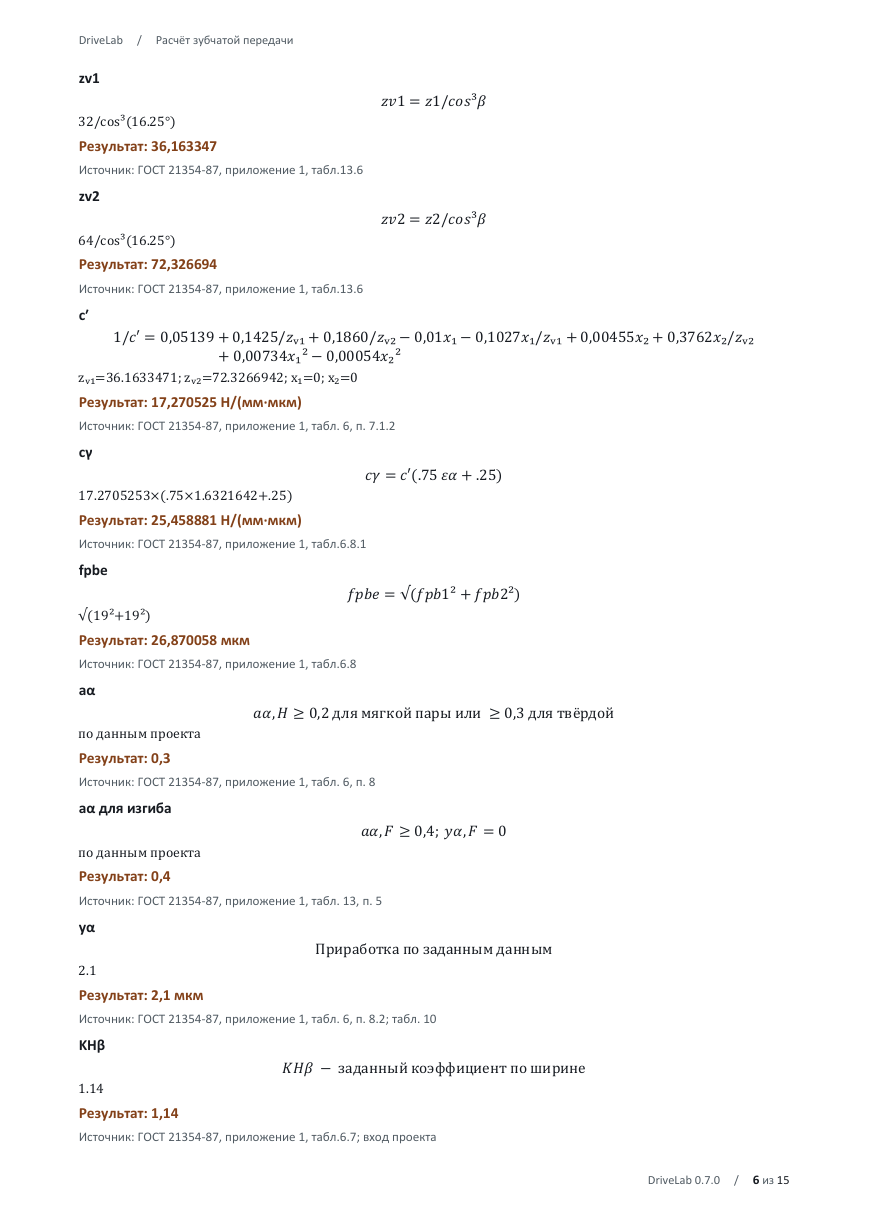 DriveLab / Расчёт зубчатой передачи
zv1
zv1 = z1/cos³β
32/cos³(16.25°)
Результат: 36,163347
Источник: ГОСТ 21354-87, приложение 1, табл.13.6
zv2
zv2 = z2/cos³β
64/cos³(16.25°)
Результат: 72,326694
Источник: ГОСТ 21354-87, приложение 1, табл.13.6
c′
1/c′ = 0,05139 + 0,1425/zᵥ₁ + 0,1860/zᵥ₂ − 0,01x₁ − 0,1027x₁/zᵥ₁ + 0,00455x₂ + 0,3762x₂/zᵥ₂
+ 0,00734x₁² − 0,00054x₂²
zᵥ₁=36.1633471; zᵥ₂=72.3266942; x₁=0; x₂=0
Результат: 17,270525 Н/(мм·мкм)
Источник: ГОСТ 21354-87, приложение 1, табл. 6, п. 7.1.2
cγ
cγ = c′(.75 εα + .25)
17.2705253×(.75×1.6321642+.25)
Результат: 25,458881 Н/(мм·мкм)
Источник: ГОСТ 21354-87, приложение 1, табл.6.8.1
fpbe
fpbe = √(fpb1² + fpb2²)
√(19²+19²)
Результат: 26,870058 мкм
Источник: ГОСТ 21354-87, приложение 1, табл.6.8
aα
aα,H ≥ 0,2 для мягкой пары или ≥ 0,3 для твёрдой
по данным проекта
Результат: 0,3
Источник: ГОСТ 21354-87, приложение 1, табл. 6, п. 8
aα для изгиба
aα,F ≥ 0,4; yα,F = 0
по данным проекта
Результат: 0,4
Источник: ГОСТ 21354-87, приложение 1, табл. 13, п. 5
yα
Приработка по заданным данным
2.1
Результат: 2,1 мкм
Источник: ГОСТ 21354-87, приложение 1, табл. 6, п. 8.2; табл. 10
KHβ
KHβ − заданный коэффициент по ширине
1.14
Результат: 1,14
Источник: ГОСТ 21354-87, приложение 1, табл.6.7; вход проекта
DriveLab 0.7.0 / 6 из 15